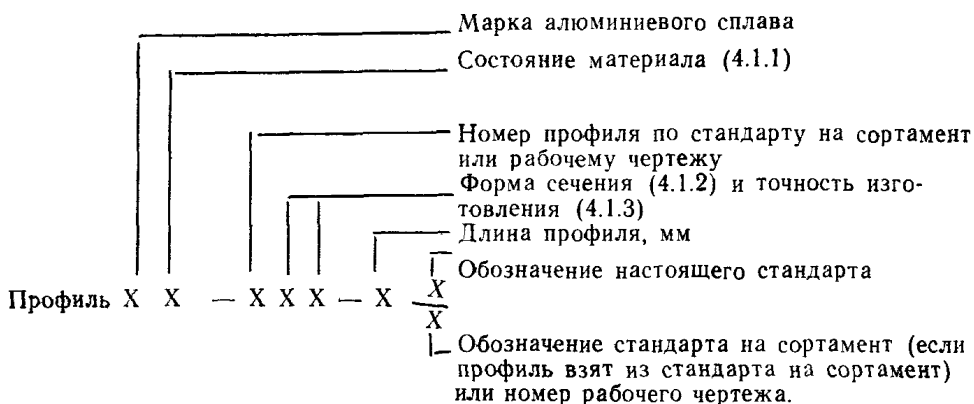 Марка алюминиевого сплава
Состояние материала (4.1.1)
Номер профиля по стандарту на сортамент
или рабочему чертежу
Форма сечения (4.1.2) и точность изго-
товления (4.1.3)
Длина профиля, мм
Обозначение настоящего стандарта
Профиль X X — X X X — X X
X
Обозначение стандарта на сортамент (если
профиль взят из стандарта на сортамент)
или номер рабочего чертежа.